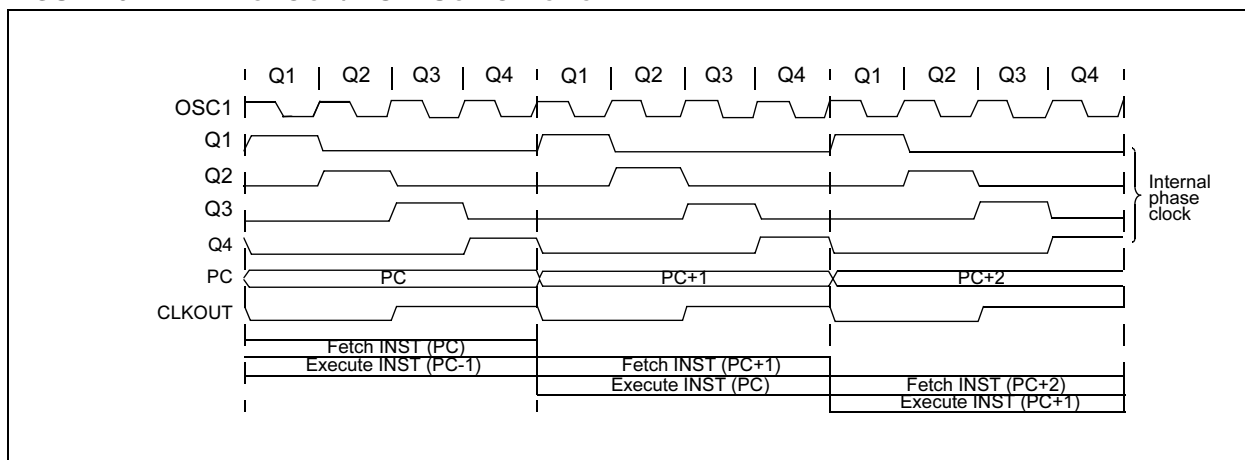 Q1 Q2 Q3 Q4 Q1 Q2 Q3 Q4 Q1 Q2 Q3 Q4
OSC1
Q1
Q2
Q3
Q4
Internal
phase
clock
PC PC PC+1 PC+2
CLKOUT
Fetch INST (PC)
Execute INST (PC-1) Fetch INST (PC+1)
Execute INST (PC) Fetch INST (PC+2)
Execute INST (PC+1)